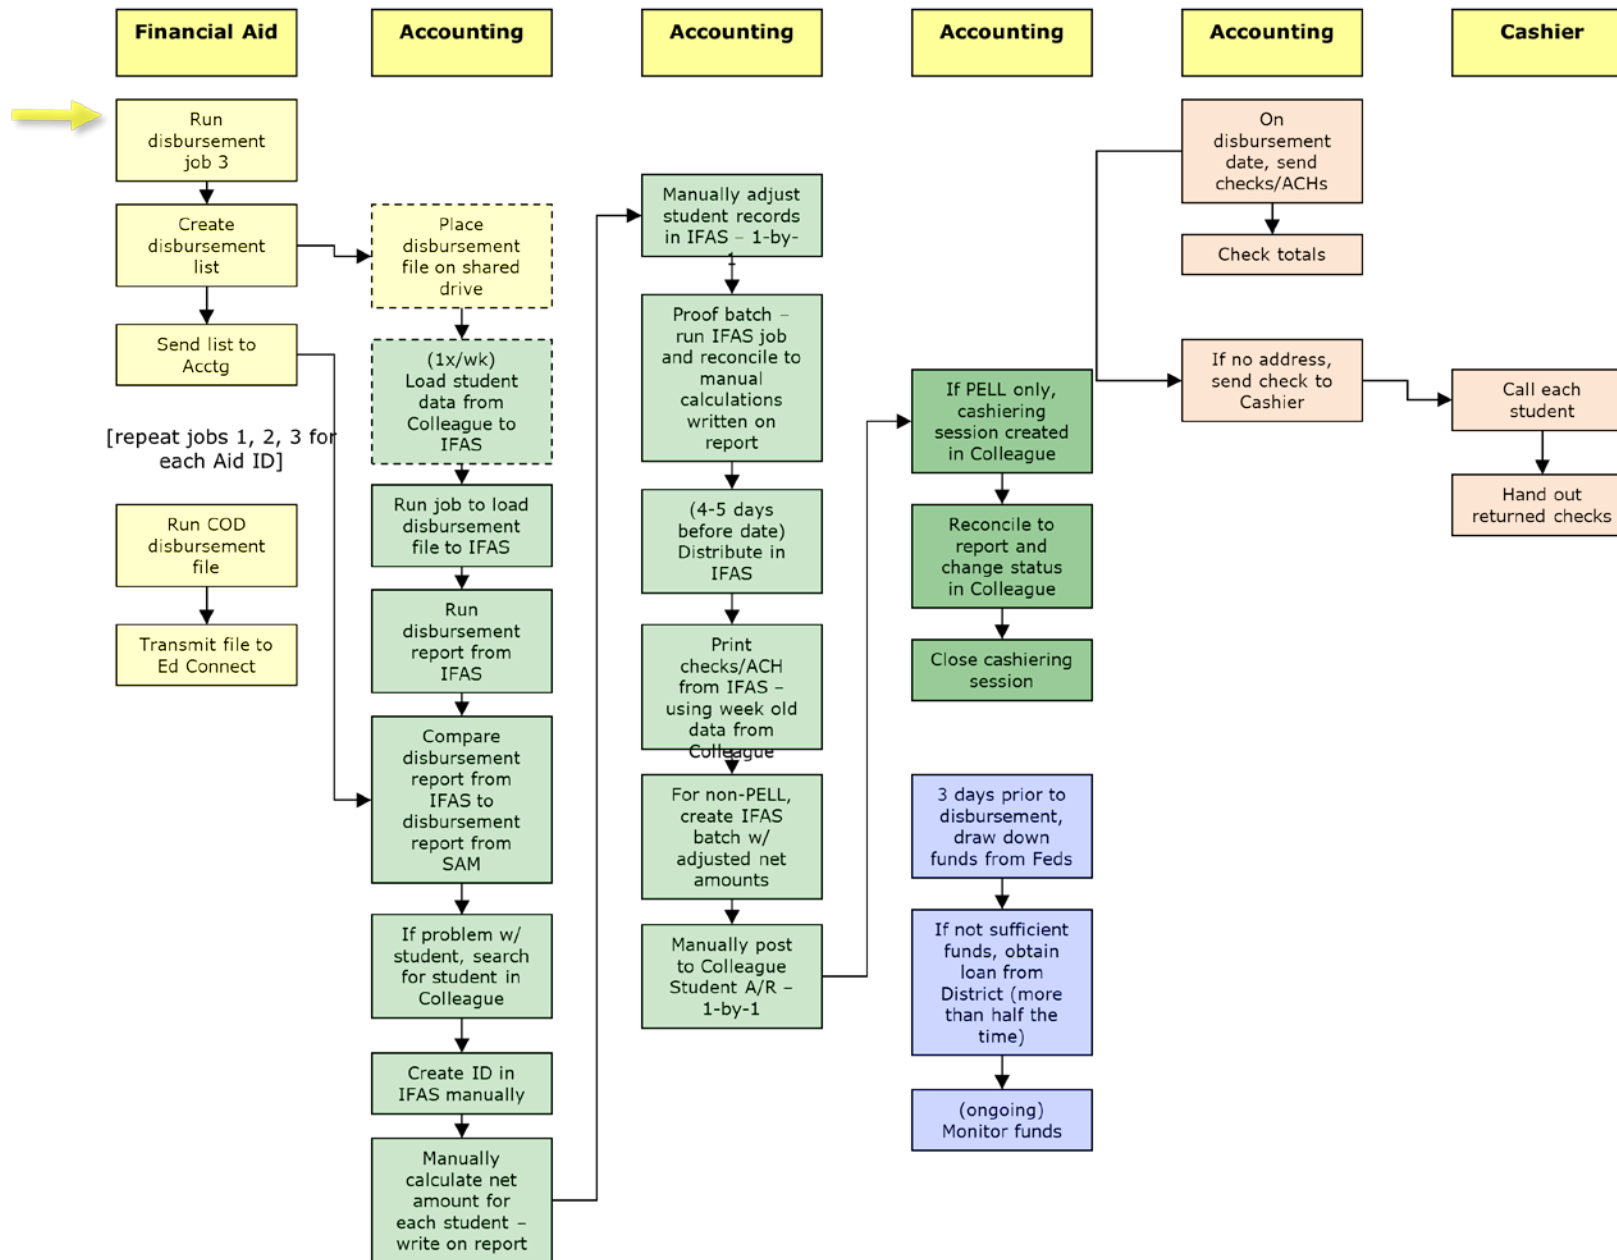 Financial Aid
Accounting
Accounting
Accounting
Accounting
Cashier
Run
disbursement
job 3
Create
disbursement
list
Send list to
Acctg
[repeat jobs 1, 2, 3 for
each Aid ID]
Run COD
disbursement
file
Transmit file to
Ed Connect
Place
disbursement
file on shared
drive
(1x/wk)
Load student
data from
Colleague to
IFAS
Run job to load
disbursement
file to IFAS
Run
disbursement
report from
IFAS
Compare
disbursement
report from
IFAS to
disbursement
report from
SAM
If problem w/
student, search
for student in
Colleague
Create ID in
IFAS manually
Manually
calculate net
amount for
each student –
write on report
Manually adjust
student records
in IFAS – 1-by-
1
Proof batch –
run IFAS job
and reconcile to
manual
calculations
written on
report
(4-5 days
before date)
Distribute in
IFAS
Print
checks/ACH
from IFAS –
using week old
data from
Colleague
For non-PELL,
create IFAS
batch w/
adjusted net
amounts
Manually post
to Colleague
Student A/R –
1-by-1
If PELL only,
cashiering
session created
in Colleague
Reconcile to
report and
change status
in Colleague
Close cashiering
session
3 days prior to
disbursement,
draw down
funds from Feds
If not sufficient
funds, obtain
loan from
District (more
than half the
time)
(ongoing)
Monitor funds
On
disbursement
date, send
checks/ACHs
Check totals
If no address,
send check to
Cashier
Call each
student
Hand out
returned checks